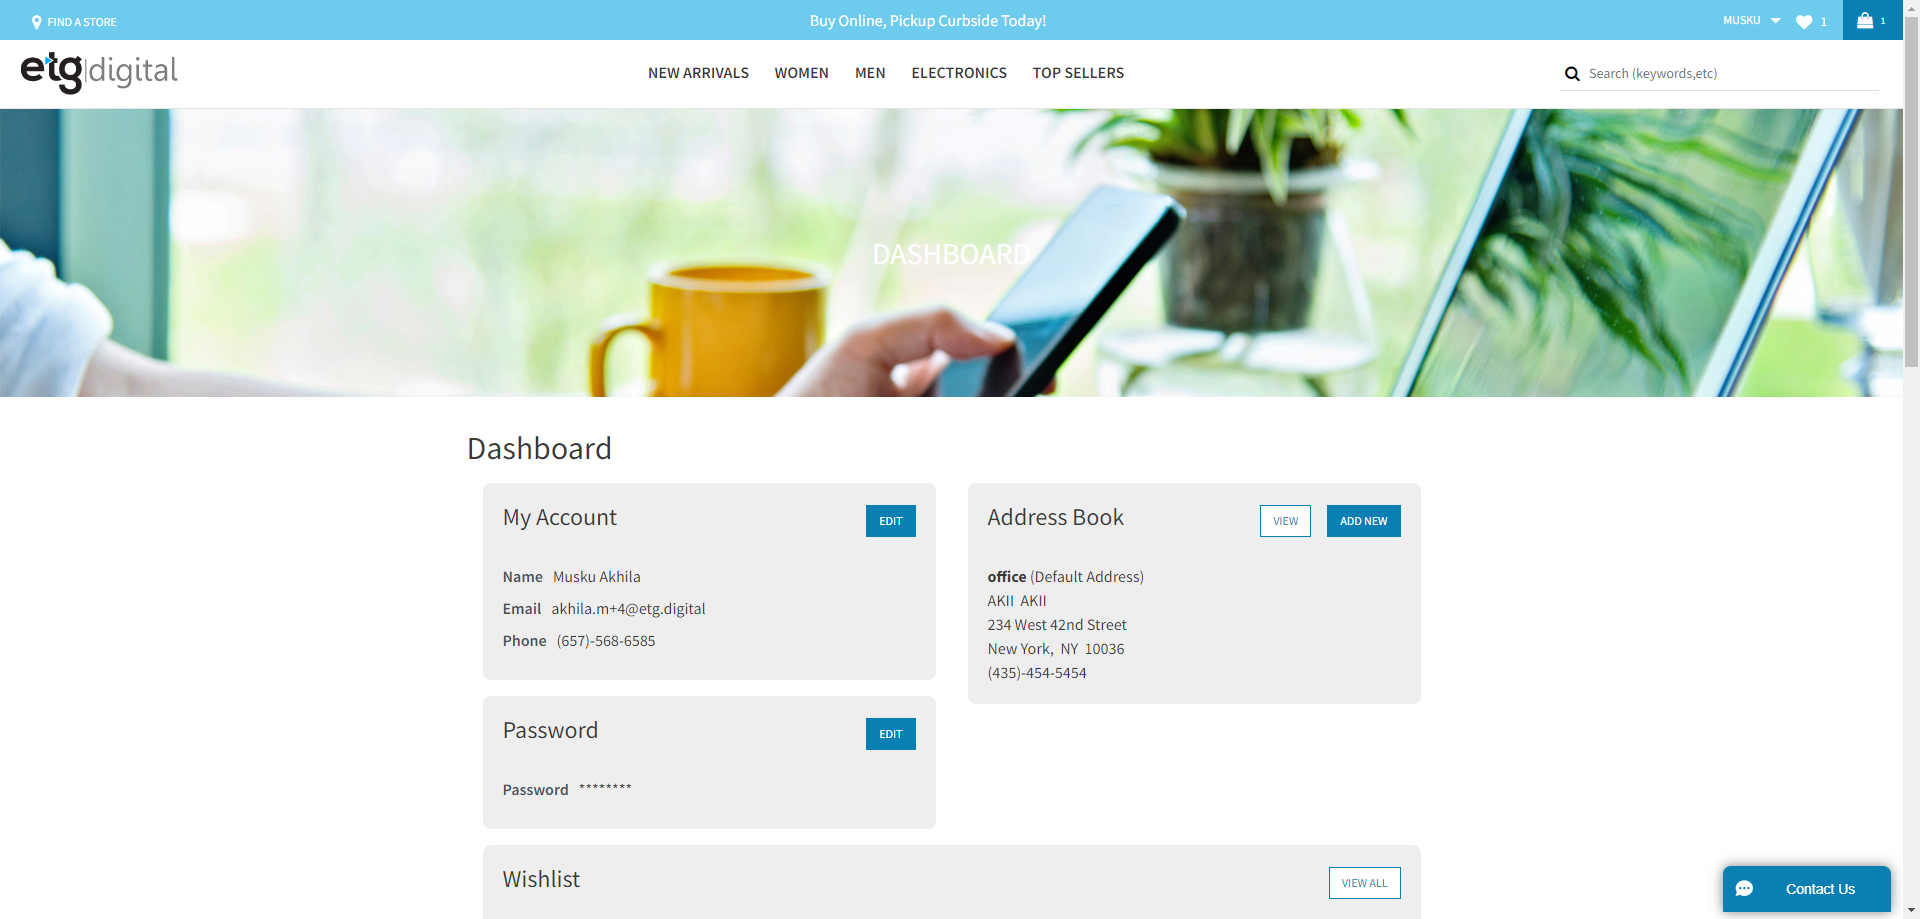 FIND A STORE
Buy Online, Pickup Curbside Today!
MUSKU
1
1
etg|digital
NEW ARRIVALS
WOMEN
MEN
ELECTRONICS
TOP SELLERS
Search (keywords,etc)
DASHBOARD
Dashboard
My Account
EDIT
Name Musku Akhila
Email akhila.m+4@etg.digital
Phone (657)-568-6585
Address Book
VIEW
ADD NEW
office (Default Address)
AKII AKII
234 West 42nd Street
New York, NY 10036
(435)-454-5454
Password
EDIT
Password ********
Wishlist
VIEW ALL
Contact Us